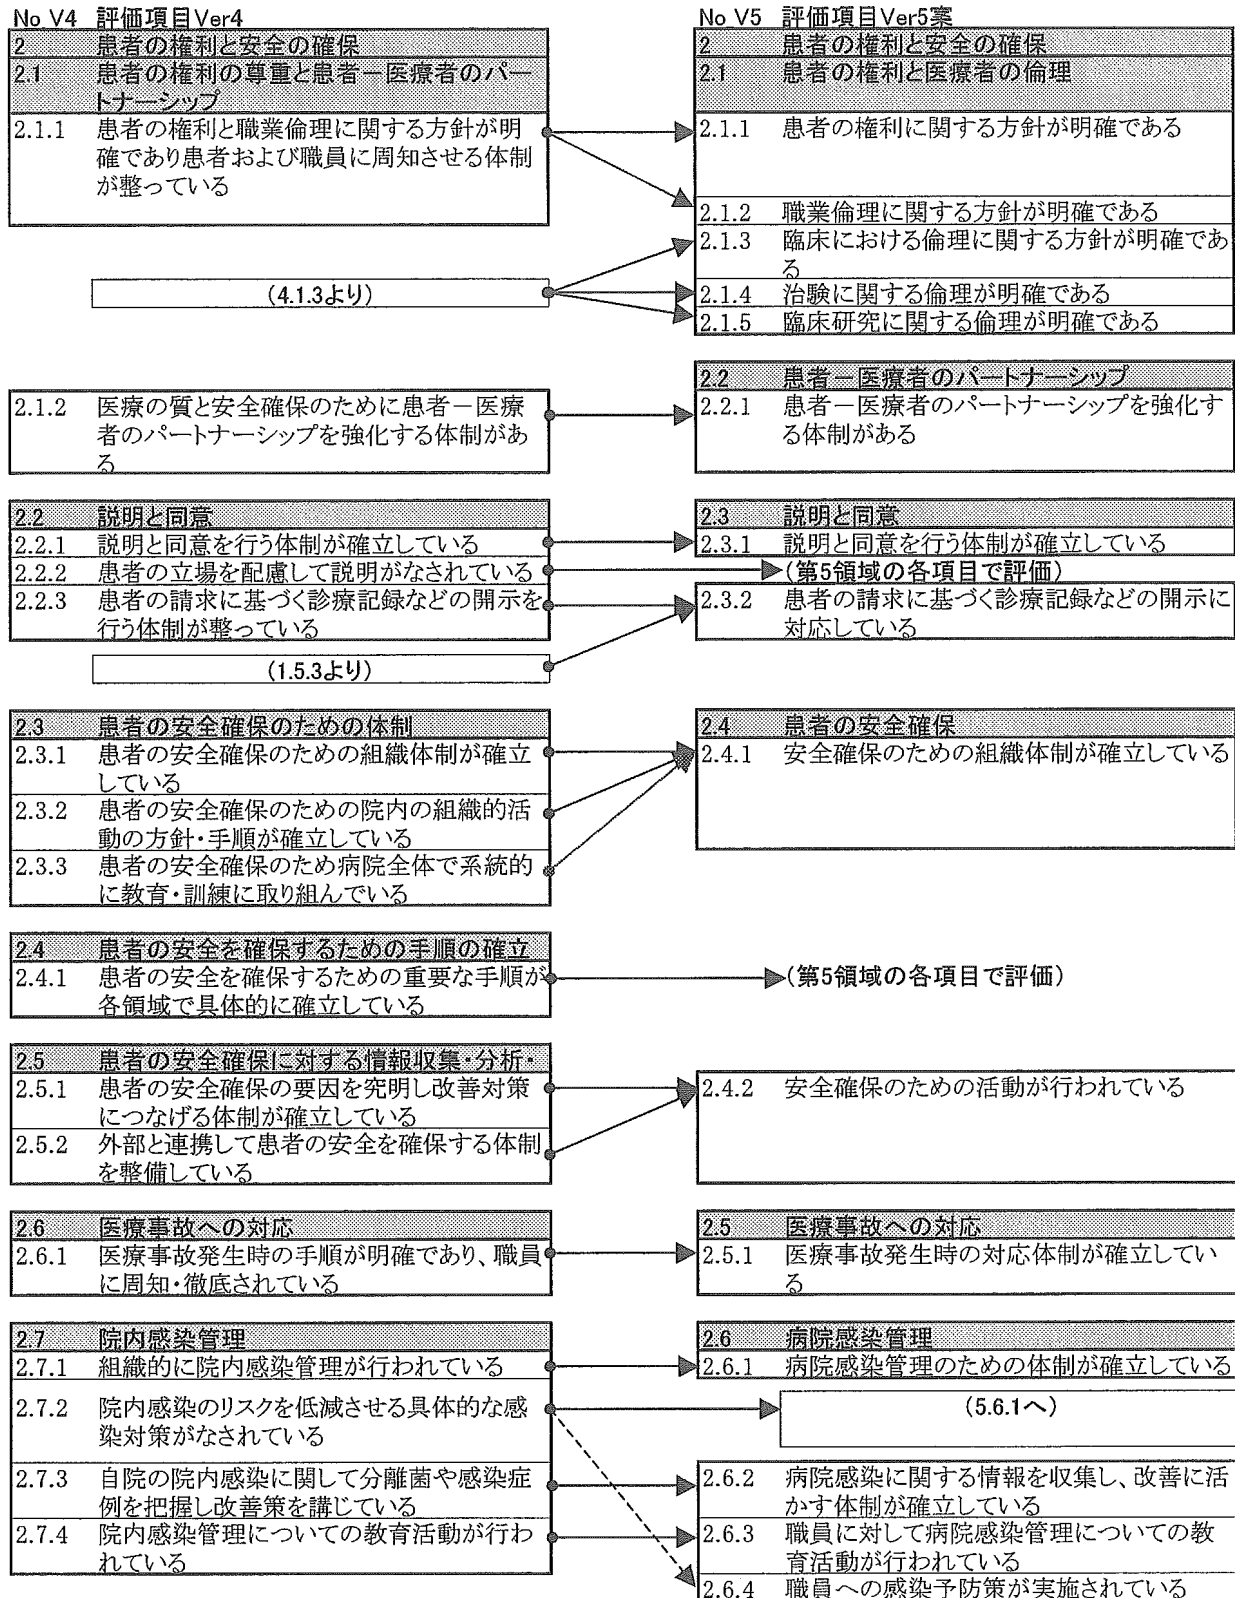 No V4 評価項目Ver4
2 患者の権利と安全の確保
2.1 患者の権利の尊重と患者－医療者のパー
トナーシップ
2.1.1 患者の権利と職業倫理に関する方針が明
確であり患者および職員に周知させる体制
が整っている
(4.1.3より)
2.1.2 医療の質と安全確保のために患者－医療
者のパートナーシップを強化する体制があ
る
2.2 説明と同意
2.2.1 説明と同意を行う体制が確立している
2.2.2 患者の立場を配慮して説明がなされている
2.2.3 患者の請求に基づく診療記録などの開示を
行う体制が整っている
(1.5.3より)
2.3 患者の安全確保のための体制
2.3.1 患者の安全確保のための組織体制が確立
している
2.3.2 患者の安全確保のための院内の組織的活
動の方針・手順が確立している
2.3.3 患者の安全確保のため病院全体で系統的
に教育・訓練に取り組んでいる
2.4 患者の安全を確保するための手順の確立
2.4.1 患者の安全を確保するための重要な手順が
各領域で具体的に確立している
2.5 患者の安全確保に対する情報収集・分析・
2.5.1 患者の安全確保の要因を究明し改善対策
につなげる体制が確立している
2.5.2 外部と連携して患者の安全を確保する体制
を整備している
2.6 医療事故への対応
2.6.1 医療事故発生時の手順が明確であり、職員
に周知・徹底されている
2.7 院内感染管理
2.7.1 組織的に院内感染管理が行われている
2.7.2 院内感染のリスクを低減させる具体的な感
染対策がなされている
2.7.3 自院の院内感染に関して分離菌や感染症
例を把握し改善策を講じている
2.7.4 院内感染管理についての教育活動が行わ
れている
No V5 評価項目Ver5案
2 患者の権利と安全の確保
2.1 患者の権利と医療者の倫理
2.1.1 患者の権利に関する方針が明確である
2.1.2 職業倫理に関する方針が明確である
2.1.3 臨床における倫理に関する方針が明確であ
る
2.1.4 治験に関する倫理が明確である
2.1.5 臨床研究に関する倫理が明確である
2.2 患者－医療者のパートナーシップ
2.2.1 患者－医療者のパートナーシップを強化す
る体制がある
2.3 説明と同意
2.3.1 説明と同意を行う体制が確立している
(第5領域の各項目で評価)
2.3.2 患者の請求に基づく診療記録などの開示に
対応している
2.4 患者の安全確保
2.4.1 安全確保のための組織体制が確立している
(第5領域の各項目で評価)
2.4.2 安全確保のための活動が行われている
2.5 医療事故への対応
2.5.1 医療事故発生時の対応体制が確立してい
る
2.6 病院感染管理
2.6.1 病院感染管理のための体制が確立している
(5.6.1へ)
2.6.2 病院感染に関する情報を収集し、改善に活
かす体制が確立している
2.6.3 職員に対して病院感染管理についての教
育活動が行われている
2.6.4 職員への感染予防策が実施されている